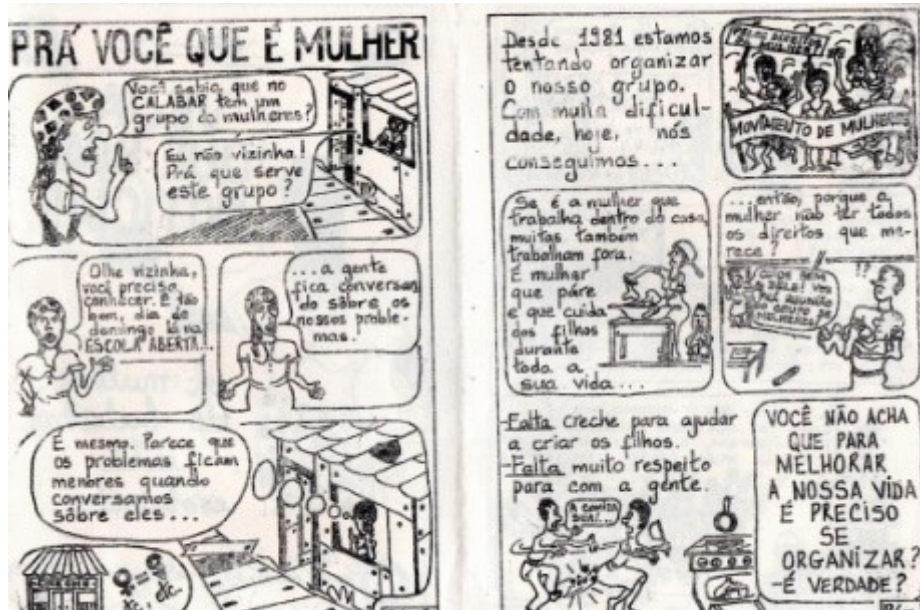 PRÁ VOCÊ QUE É MULHER
Você sabia que no
CALABAR tem um
grupo de mulheres?
Eu não vizinha!
Prá que serve
este grupo?
Olhe vizinha,
você precisa
conhecer. É tão
bom, dia de
domingo lá na
ESCOLA ABERTA!..
...a gente
fica conversan
do sôbre os
nossos proble-
mas.
É mesmo. Parece que
os problemas ficam
menores quando
conversamos
sôbre eles...
Desde 1981 estamos
tentando organizar
o nosso grupo.
Com muita dificul-
dade, hoje, nós
conseguimos...
MOVIMENTO DE MULHERES
Se é a mulher que
trabalha dentro de casa,
muitas também
trabalham fora.
É mulher
que páre
e que cuida
dos filhos
durante
toda a
sua vida...
...então, porque a
mulher não ter todos
os direitos que me-
rece?
-Falta creche para ajudar
a criar os filhos.
-Falta muito respeito
para com a gente.
VOCÊ NÃO ACHA
QUE PARA
MELHORAR
A NOSSA VIDA
É PRECISO
SE
ORGANIZAR?
-É VERDADE?